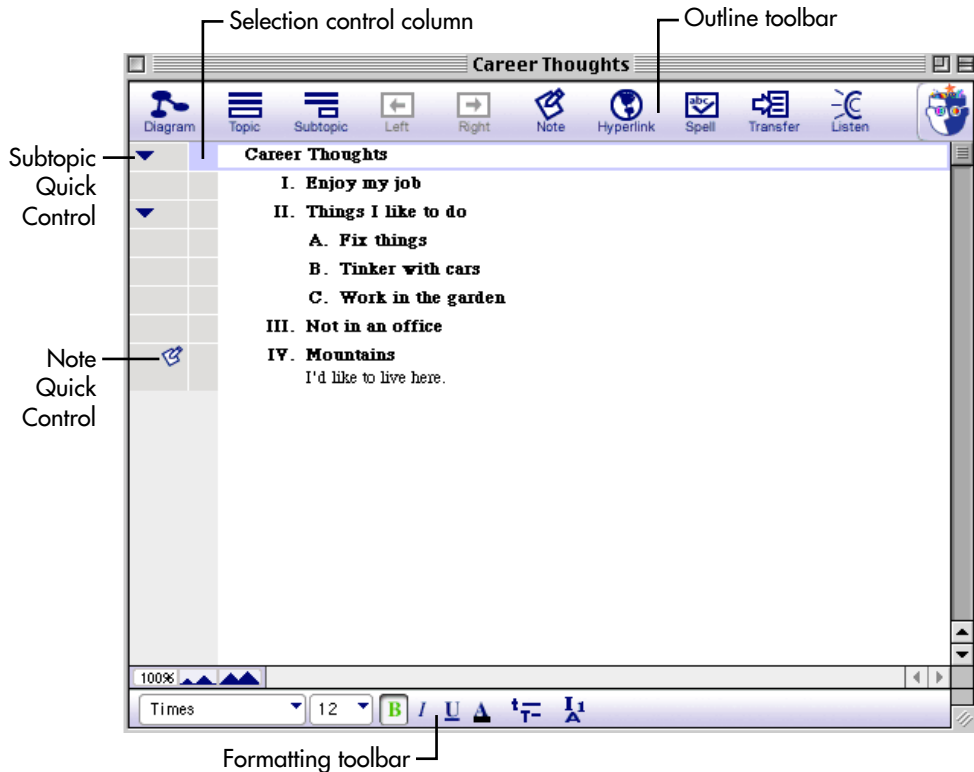 Selection control column
Outline toolbar
Career Thoughts
Diagram Topic Subtopic Left Right Note Hyperlink abc Spell Transfer Listen
Subtopic
Quick
Control
Career Thoughts
I. Enjoy my job
II. Things I like to do
A. Fix things
B. Tinker with cars
C. Work in the garden
III. Not in an office
Note
Quick
Control
IV. Mountains
I'd like to live here.
100%
Times 12 B I U A t T I 1 A
Formatting toolbar